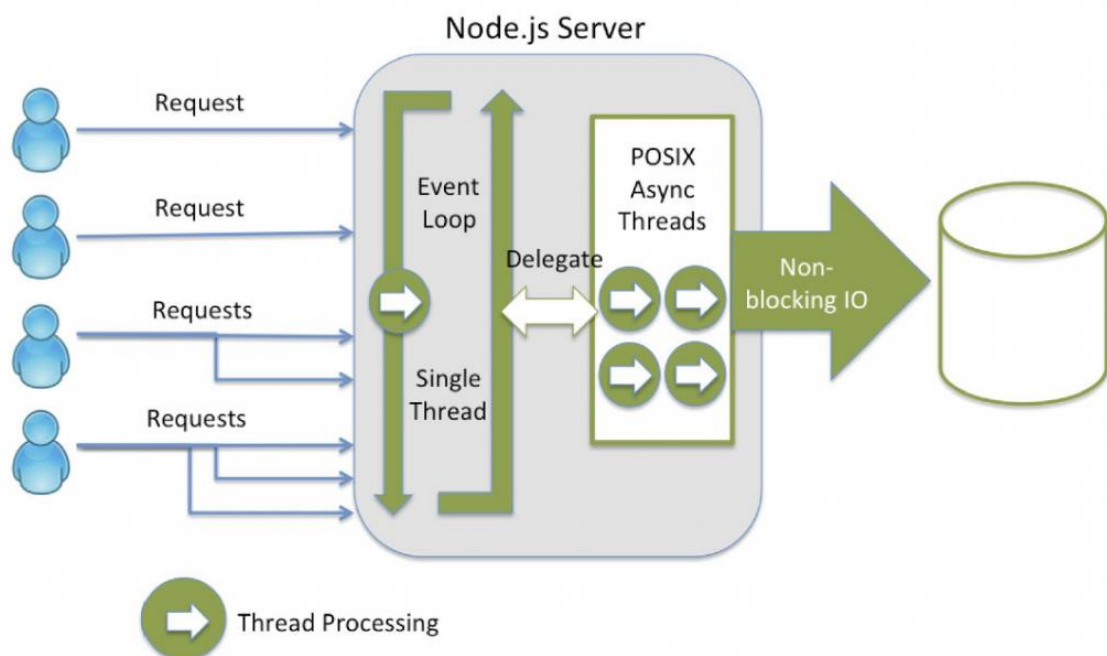 Node.js Server
Request
Request
Requests
Requests
Event
Loop
Single
Thread
Delegate
POSIX
Async
Threads
Non-
blocking IO
Thread Processing